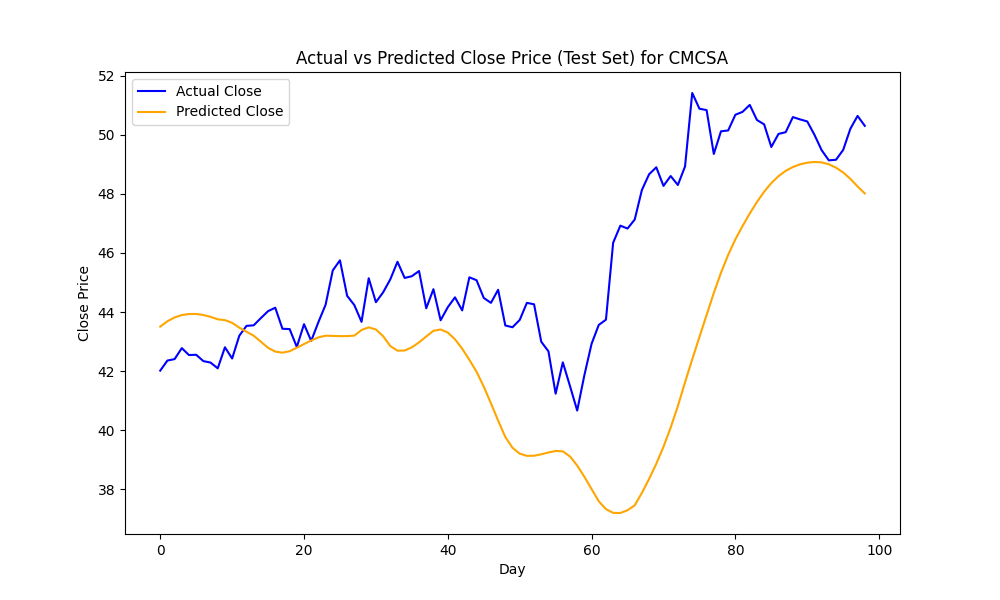 Actual vs Predicted Close Price (Test Set) for CMCSA
Actual Close
Predicted Close
Close Price
52
50
48
46
44
42
40
38
0 20 40 60 80 100
Day